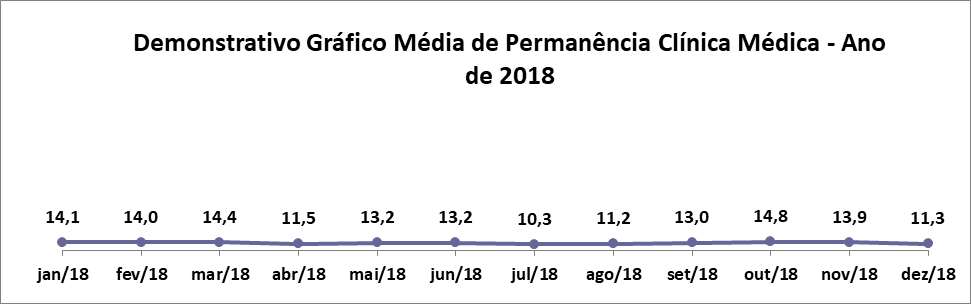 Demonstrativo Gráfico Média de Permanência Clínica Médica - Ano
de 2018
14,1 14,0 14,4 11,5 13,2 13,2 10,3 11,2 13,0 14,8 13,9 11,3
jan/18 fev/18 mar/18 abr/18 mai/18 jun/18 jul/18 ago/18 set/18 out/18 nov/18 dez/18